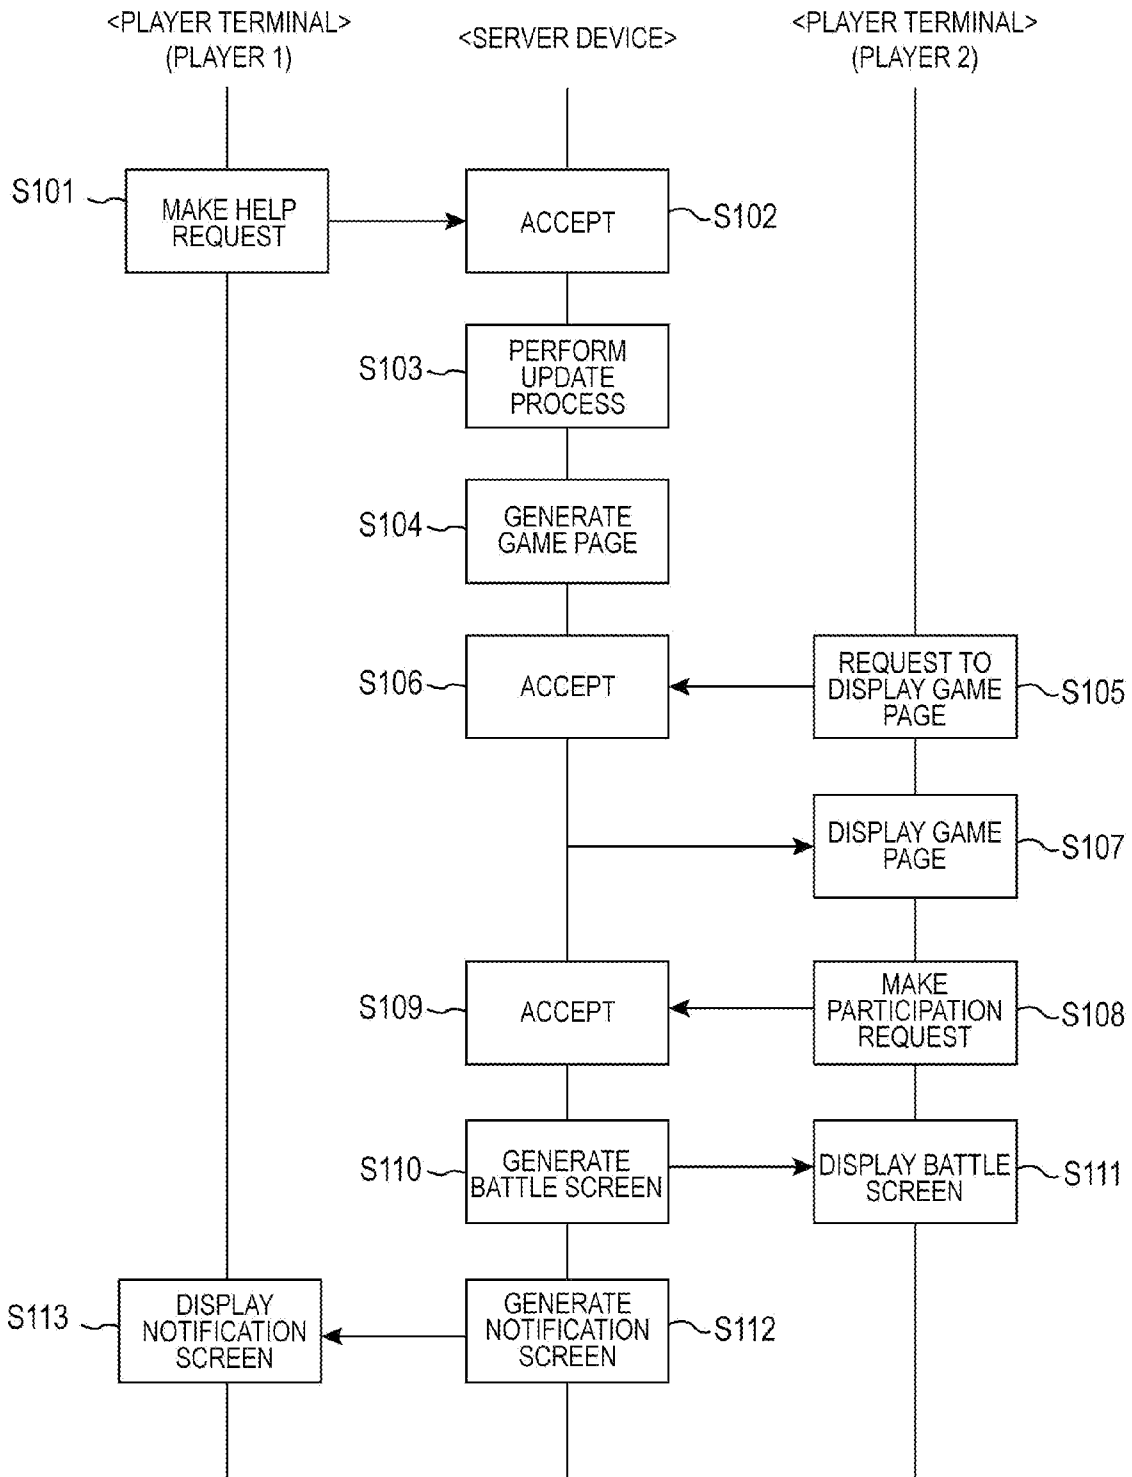 <PLAYER TERMINAL>
(PLAYER 1)
<SERVER DEVICE>
<PLAYER TERMINAL>
(PLAYER 2)
S101
MAKE HELP
REQUEST
ACCEPT
S102
S103
PERFORM
UPDATE
PROCESS
S104
GENERATE
GAME PAGE
S106
ACCEPT
REQUEST TO
DISPLAY GAME
PAGE
S105
DISPLAY GAME
PAGE
S107
S109
ACCEPT
MAKE
PARTICIPATION
REQUEST
S108
S110
GENERATE
BATTLE SCREEN
DISPLAY BATTLE
SCREEN
S111
S113
DISPLAY
NOTIFICATION
SCREEN
GENERATE
NOTIFICATION
SCREEN
S112